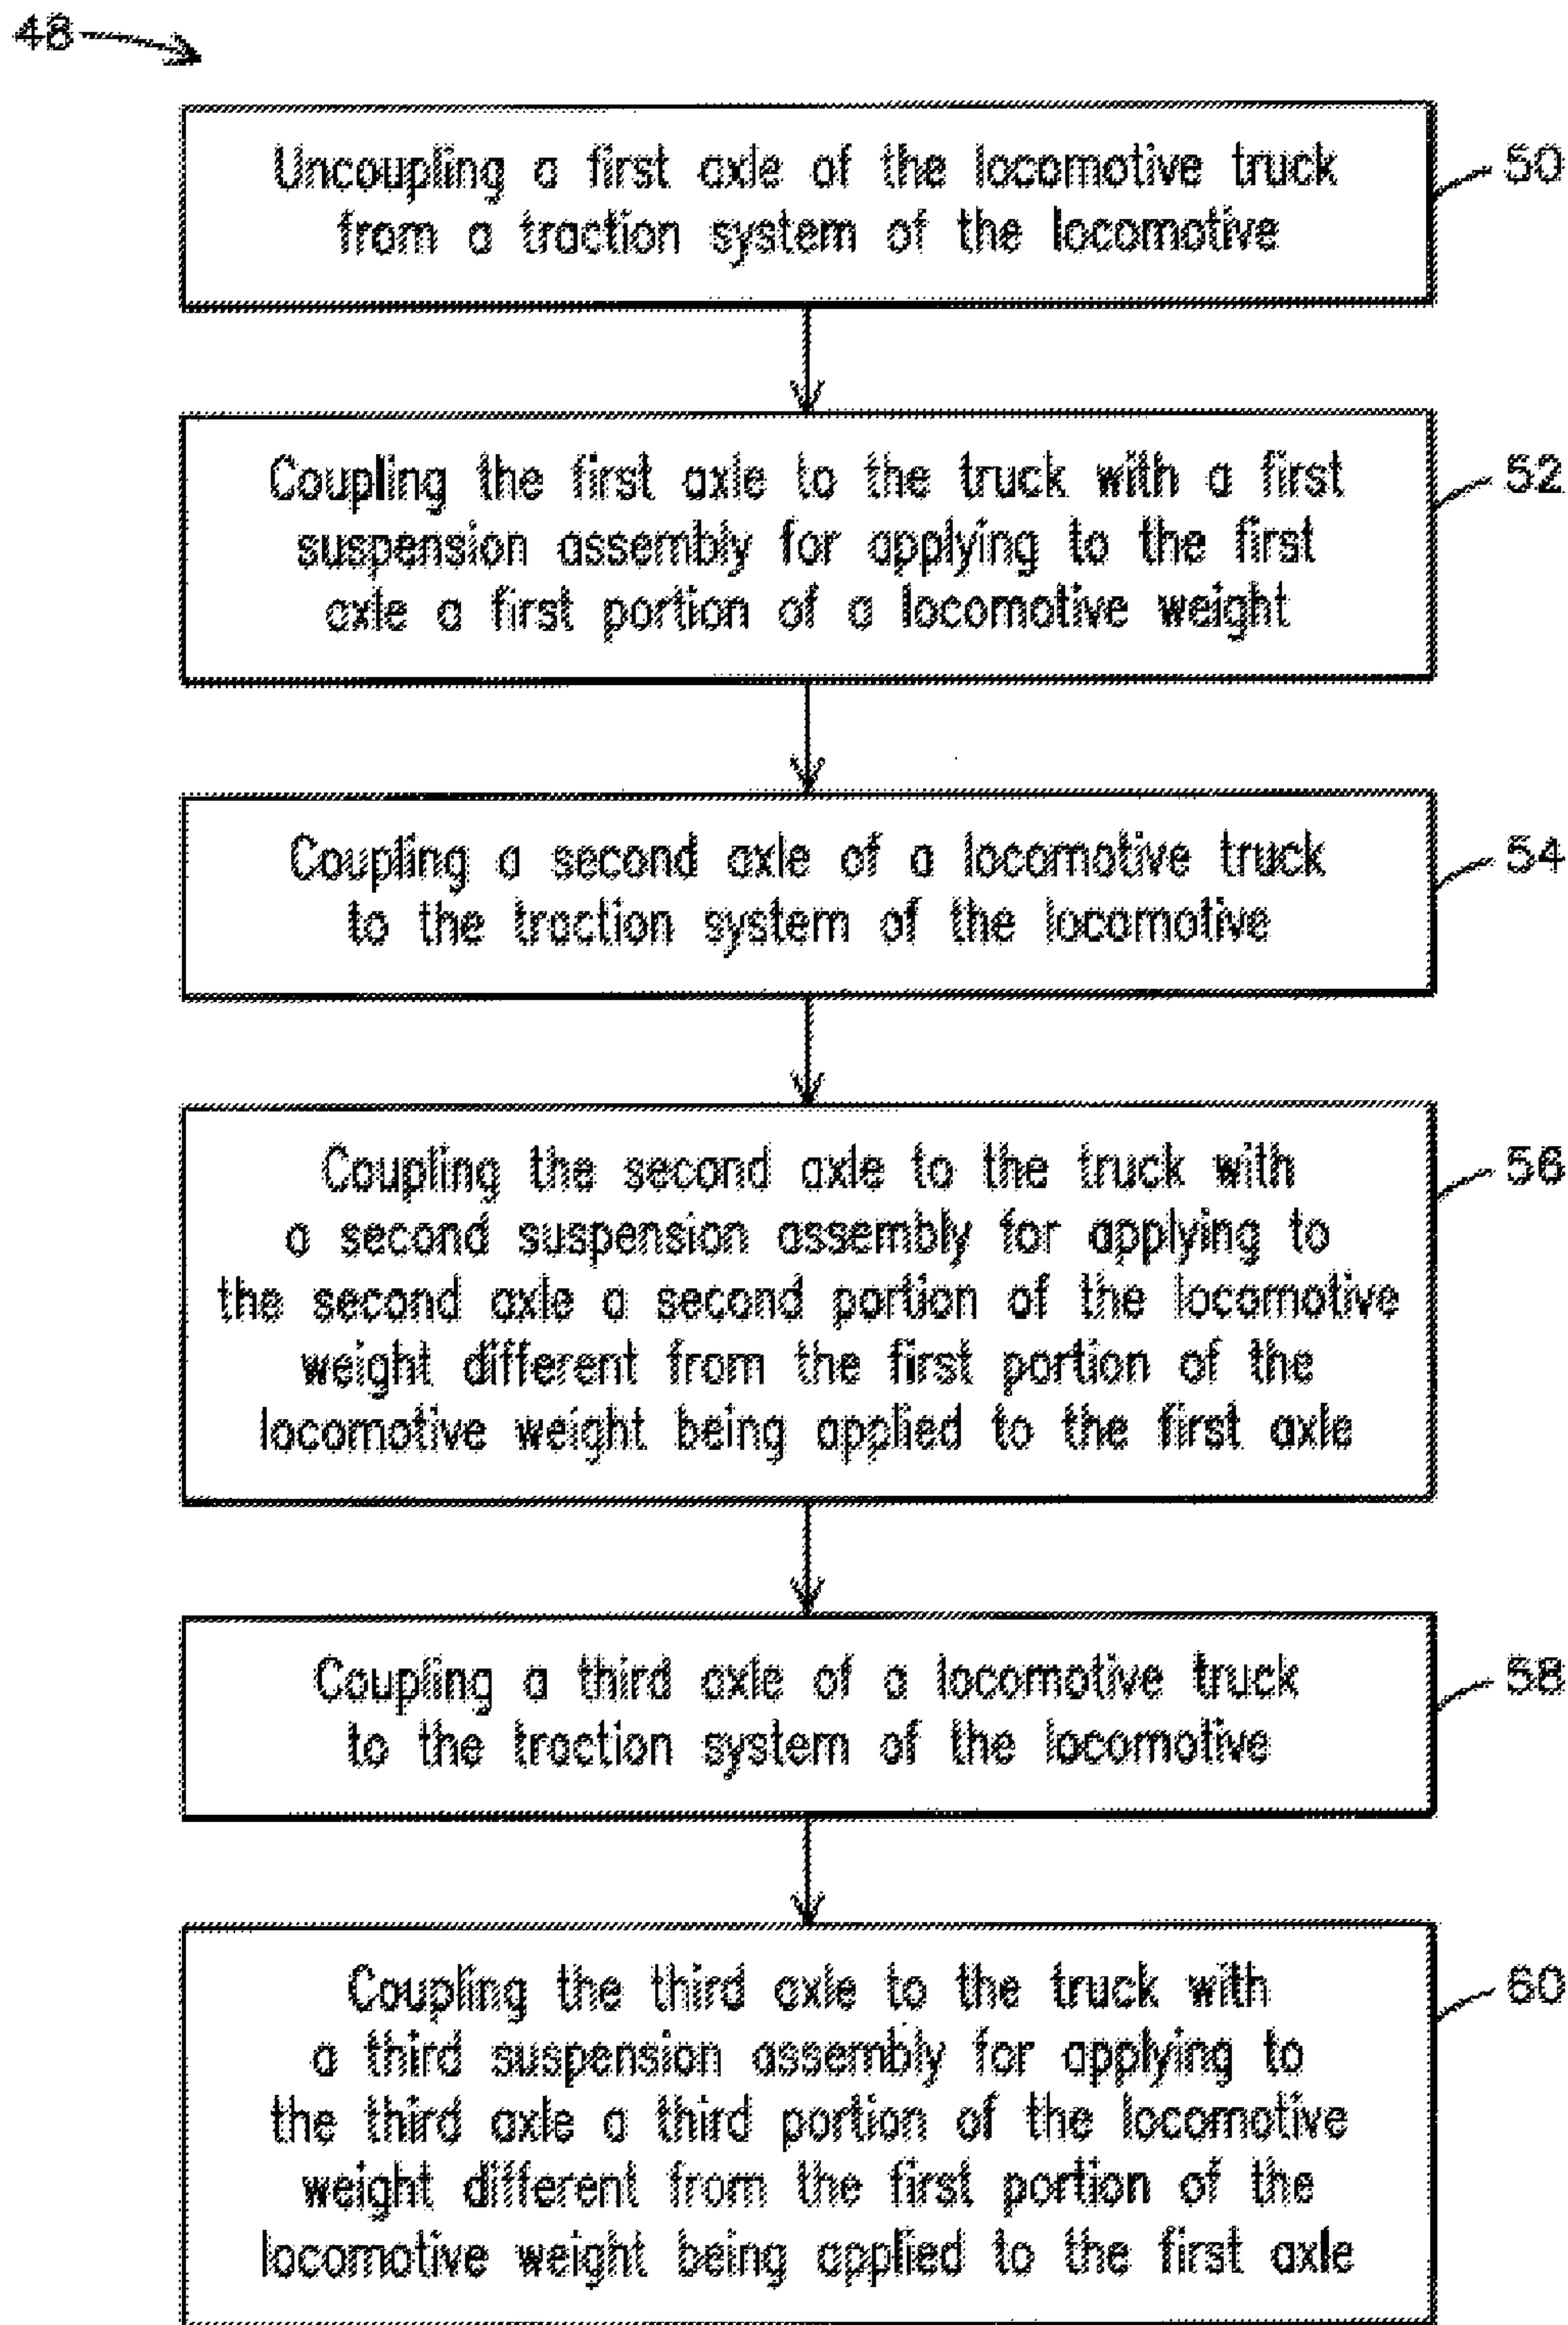 48
Uncoupling a first axle of the locomotive truck
from a traction system of the locomotive
50
Coupling the first axle to the truck with a first
suspension assembly for applying to the first
axle a first portion of a locomotive weight
52
Coupling a second axle of a locomotive truck
to the traction system of the locomotive
54
Coupling the second axle to the truck with
a second suspension assembly for applying to
the second axle a second portion of the locomotive
weight different from the first portion of the
locomotive weight being applied to the first axle
56
Coupling a third axle of a locomotive truck
to the traction system of the locomotive
58
Coupling the third axle to the truck with
a third suspension assembly for applying to
the third axle a third portion of the locomotive
weight different from the first portion of the
locomotive weight being applied to the first axle
60